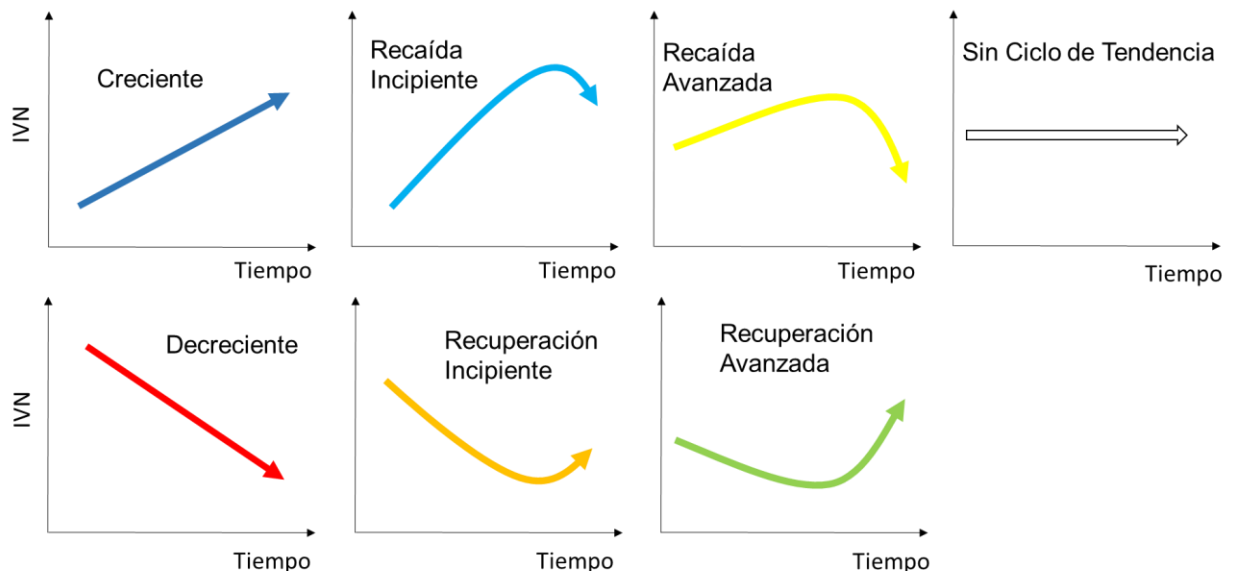 IVN
Creciente
Tiempo
Recaída
Incipiente
Tiempo
Recaída
Avanzada
Tiempo
Sin Ciclo de Tendencia
Tiempo
IVN
Decreciente
Tiempo
Recuperación
Incipiente
Tiempo
Recuperación
Avanzada
Tiempo